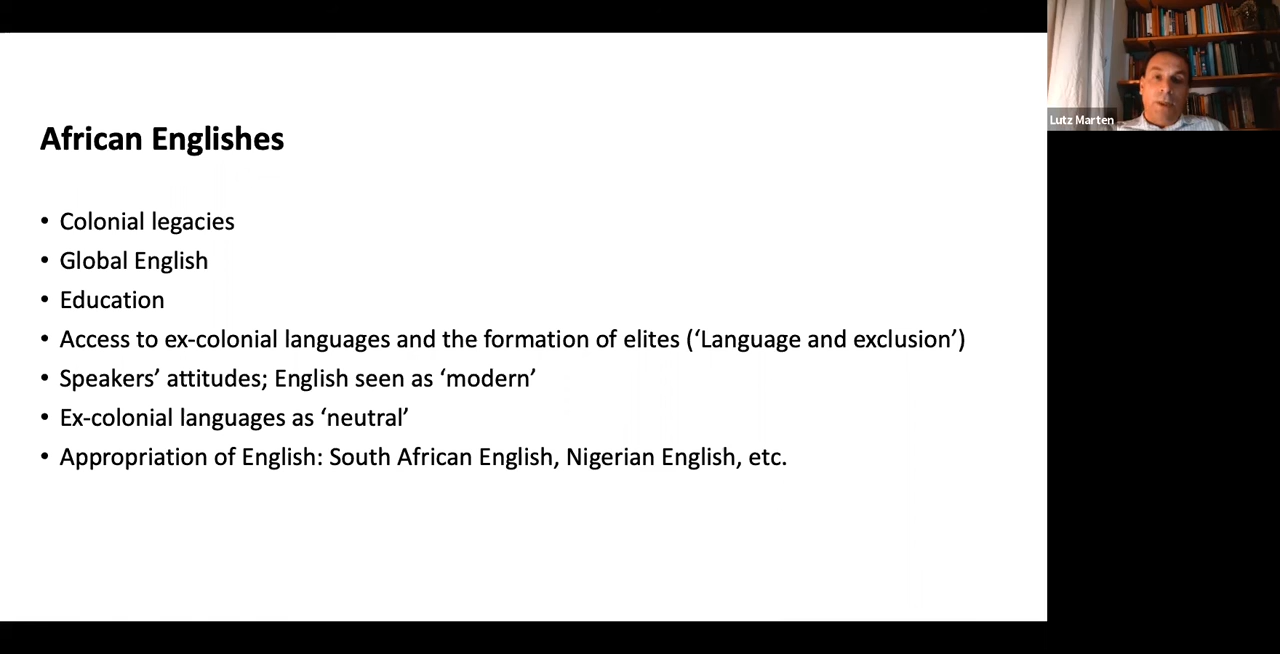 African Englishes
• Colonial legacies
• Global English
• Education
• Access to ex-colonial languages and the formation of elites (‘Language and exclusion’)
• Speakers’ attitudes; English seen as ‘modern’
• Ex-colonial languages as ‘neutral’
• Appropriation of English: South African English, Nigerian English, etc.
Lutz Marten